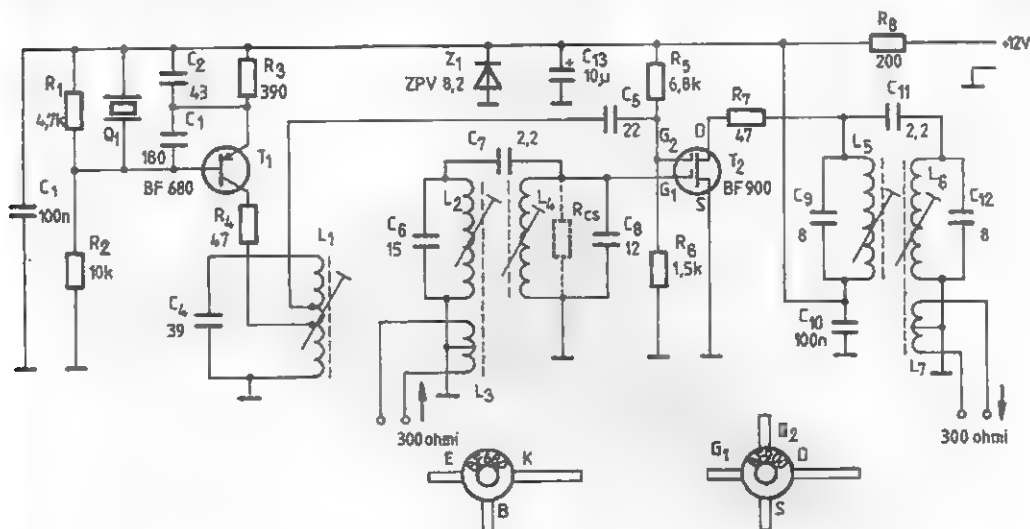 R1
4,7k
Q1
C2
43
C1
180
R3
390
T1
BF 680
C1
100n
R2
10k
R4
47
L1
C4
39
Z1
ZPV 8,2
C13
+
10µ
C5
22
R5
6,8k
C7
2,2
C6
15
L2
L4
RCS
C8
12
L3
300 ohmi
G2
G1
D
S
T2
BF 900
R6
1,5k
R7
47
R8
200
+12V
C11
2,2
L5
L6
C9
8
C12
8
C10
100n
L7
300 ohmi
E
K
B
G1
2
D
S